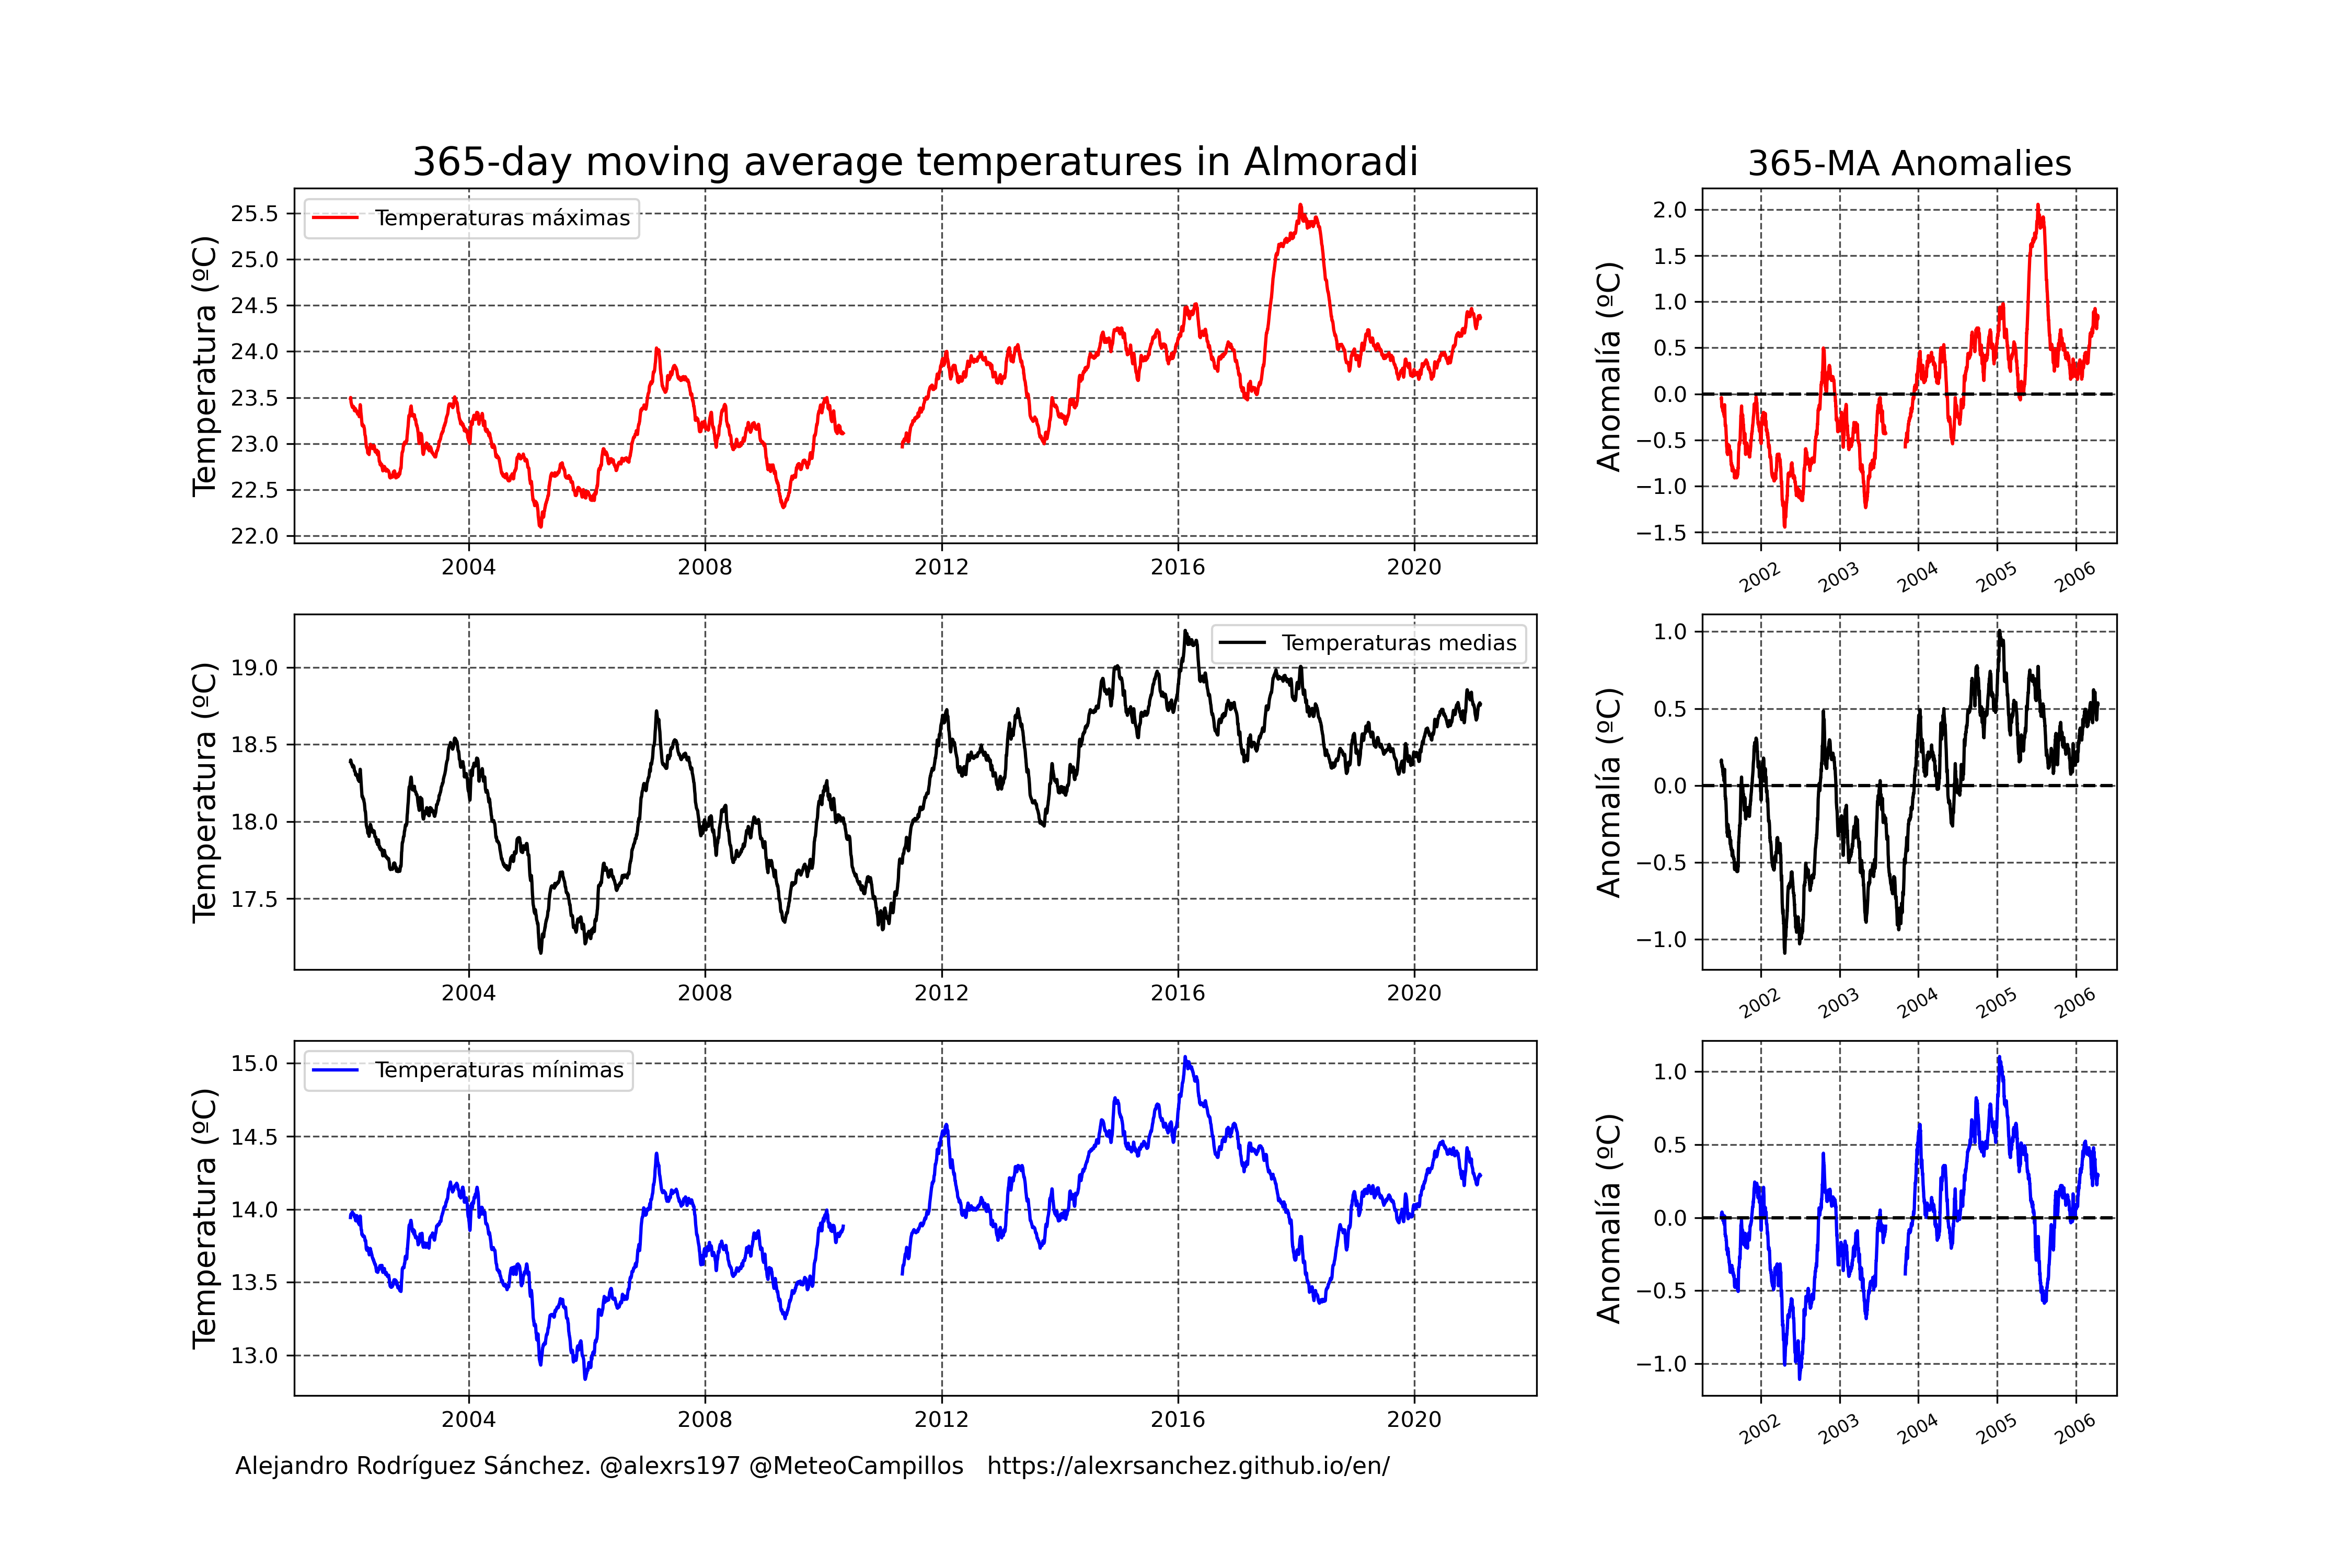 365-day moving average temperatures in Almoradi
365-MA Anomalies
Temperatura (ºC)
25.5
25.0
24.5
24.0
23.5
23.0
22.5
22.0
Temperaturas máximas
2004 2008 2012 2016 2020
Anomalía (ºC)
2.0
1.5
1.0
0.5
0.0
−0.5
−1.0
−1.5
2002 2003 2004 2005 2006
Temperatura (ºC)
19.0
18.5
18.0
17.5
Temperaturas medias
2004 2008 2012 2016 2020
Anomalía (ºC)
1.0
0.5
0.0
−0.5
−1.0
2002 2003 2004 2005 2006
Temperatura (ºC)
15.0
14.5
14.0
13.5
13.0
Temperaturas mínimas
2004 2008 2012 2016 2020
Anomalía (ºC)
1.0
0.5
0.0
−0.5
−1.0
2002 2003 2004 2005 2006
Alejandro Rodríguez Sánchez. @alexrs197 @MeteoCampillos https://alexrsanchez.github.io/en/